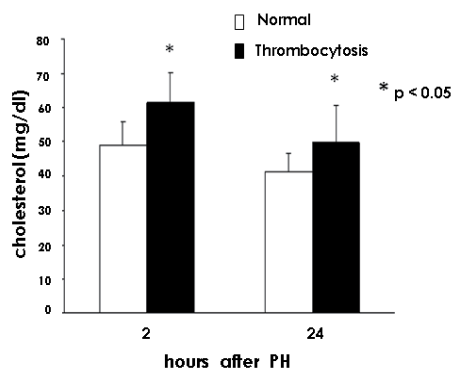 Normal
Thrombocytosis
80
70
60
50
40
30
20
10
0
cholesterol(mg/dl)
*
*
* p < 0.05
2 24
hours after PH